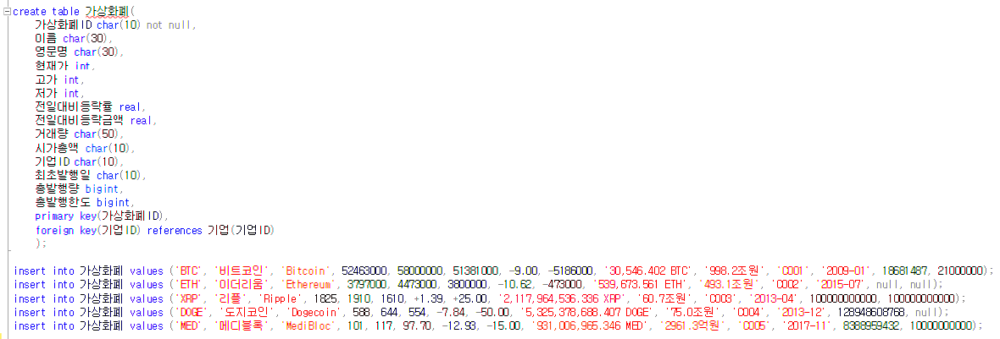 create table 가상화폐(
가상화폐ID char(10) not null,
이름 char(30),
영문명 char(30),
현재가 int,
고가 int,
저가 int,
전일대비등락률 real,
전일대비등락금액 real,
거래량 char(50),
시가총액 char(10),
기업ID char(10),
최초발행일 char(10),
총발행량 bigint,
총발행한도 bigint,
primary key(가상화폐ID),
foreign key(기업ID) references 기업(기업ID)
);
insert into 가상화폐 values ('BTC', '비트코인', 'Bitcoin', 52463000, 58000000, 51381000, -9.00, -5186000, '30,546.402 BTC', '998.2조원', 'C001', '2009-01', 18681487, 21000000);
insert into 가상화폐 values ('ETH', '이더리움', 'Ethereum', 3797000, 4473000, 3800000, -10.62, -473000, '539,673.561 ETH', '493.1조원', 'C002', '2015-07', null, null);
insert into 가상화폐 values ('XRP', '리플', 'Ripple', 1825, 1910, 1610, +1.39, +25.00, '2,117,964,536.336 XRP', '60.7조원', 'C003', '2013-04', 100000000000, 100000000000);
insert into 가상화폐 values ('DOGE', '도지코인', 'Dogecoin', 588, 644, 554, -7.84, -50.00, '5,325,378,688.407 DOGE', '75.0조원', 'C004', '2013-12', 128948608768, null);
insert into 가상화폐 values ('MED', '메디블록', 'MediBloc', 101, 117, 97.70, -12.93, -15.00, '931,006,965.346 MED', '2961.3억원', 'C005', '2017-11', 8388959432, 10000000000);